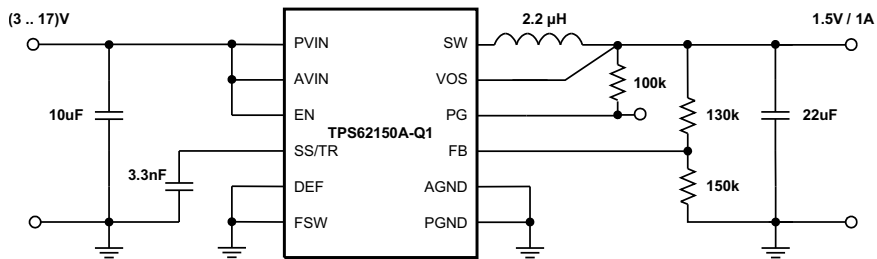 (3 .. 17)V
2.2 µH
1.5V / 1A
PVIN
SW
AVIN
VOS
100k
10uF
EN
PG
130k
22uF
TPS62150A-Q1
SS/TR
FB
3.3nF
DEF
AGND
150k
FSW
PGND